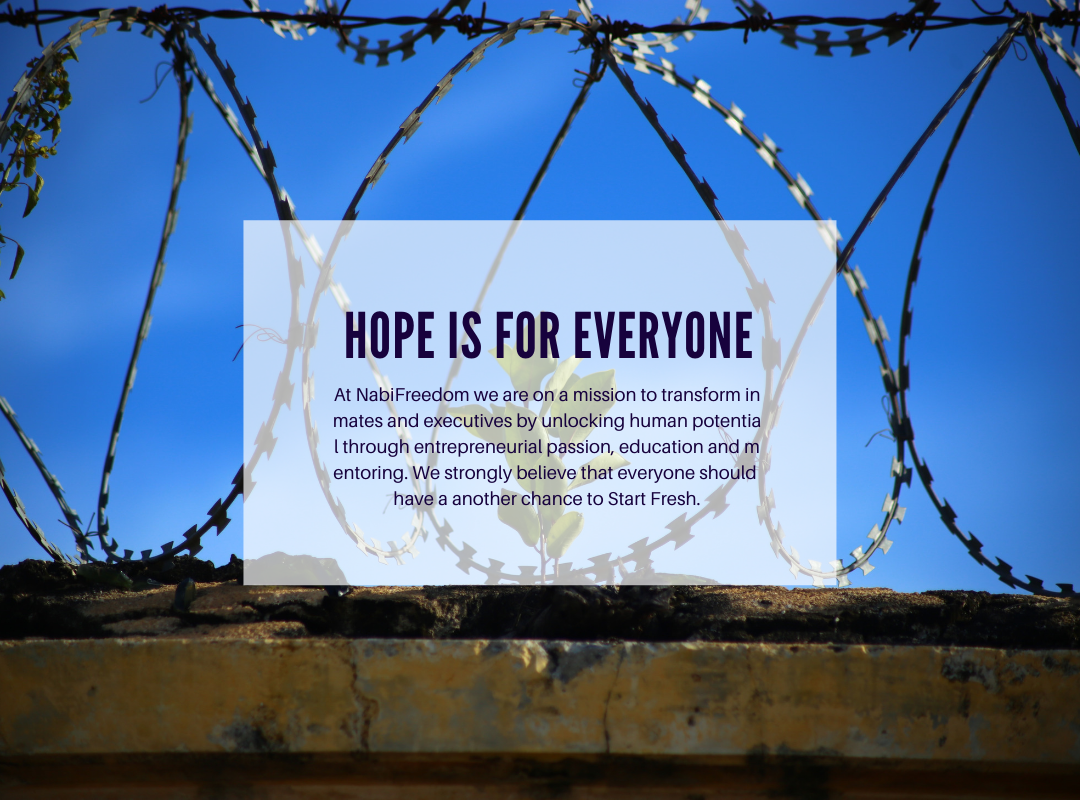 HOPE IS FOR EVERYONE
At NabiFreedom we are on a mission to transform in
mates and executives by unlocking human potentia
l through entrepreneurial passion, education and m
entoring. We strongly believe that everyone should
have a another chance to Start Fresh.